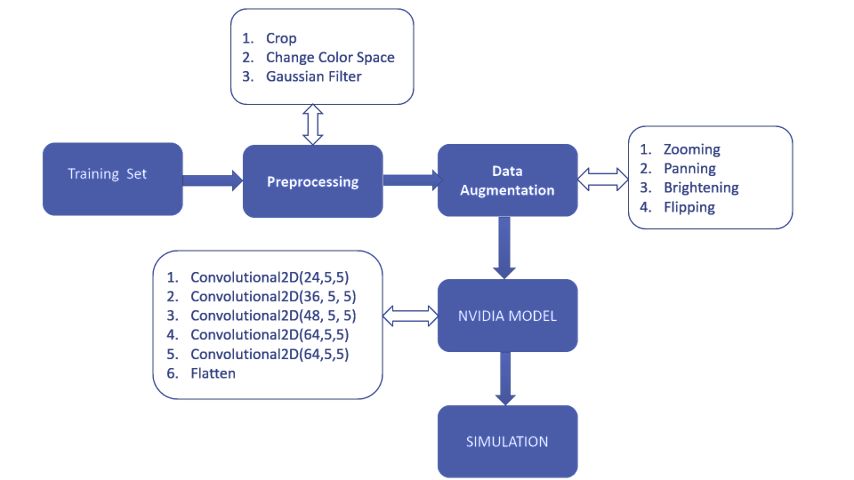 1. Crop
2. Change Color Space
3. Gaussian Filter
Training Set
Preprocessing
Data
Augmentation
1. Zooming
2. Panning
3. Brightening
4. Flipping
1. Convolutional2D(24,5,5)
2. Convolutional2D(36, 5, 5)
3. Convolutional2D(48, 5, 5)
4. Convolutional2D(64,5,5)
5. Convolutional2D(64,5,5)
6. Flatten
NVIDIA MODEL
SIMULATION